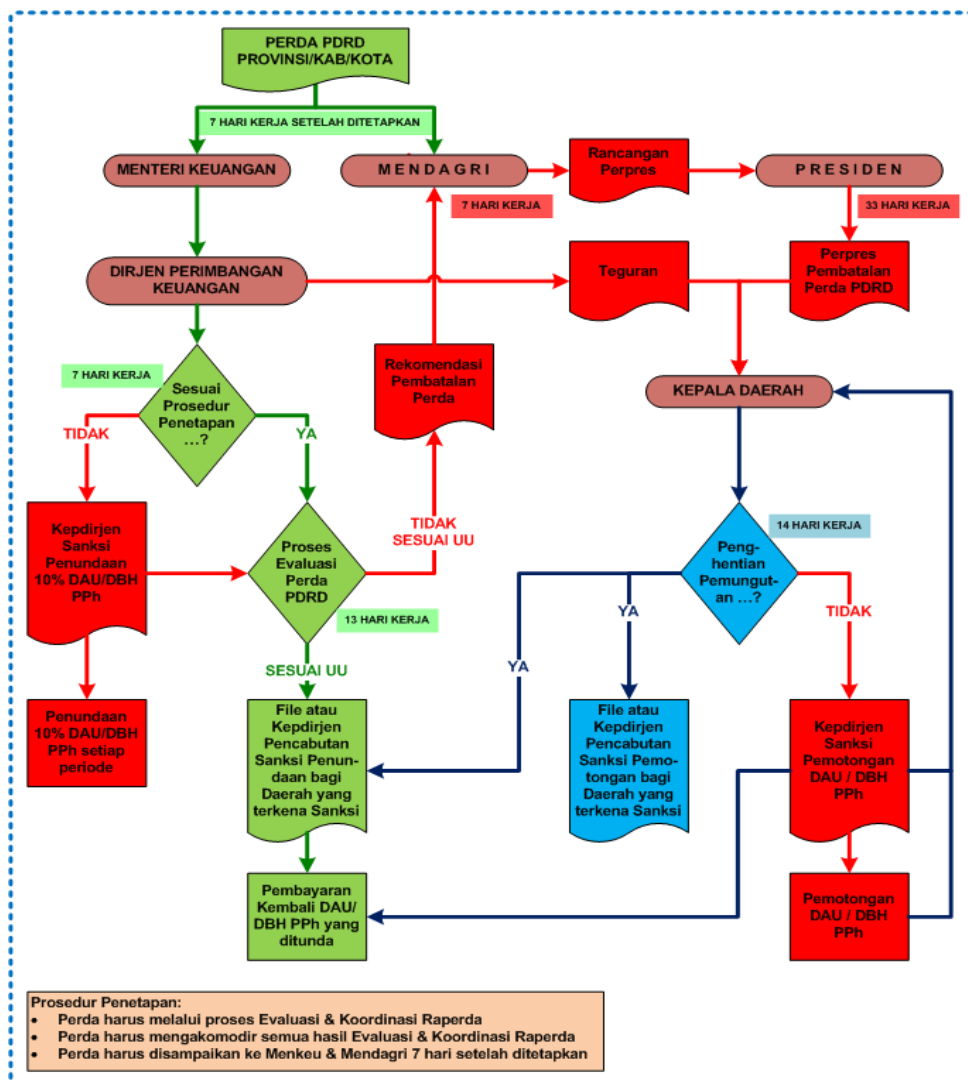 PERDA PDRD
PROVINSI/KAB/KOTA
7 HARI KERJA SETELAH DITETAPKAN
MENTERI KEUANGAN
M E N D A G R I
Rancangan
Perpres
P R E S I D E N
7 HARI KERJA
33 HARI KERJA
DIRJEN PERIMBANGAN
KEUANGAN
Teguran
Perpres
Pembatalan
Perda PDRD
7 HARI KERJA
Sesuai
Prosedur
Penetapan
...?
Rekomendasi
Pembatalan
Perda
KEPALA DAERAH
TIDAK
YA
Kepdirjen
Sanksi
Penundaan
10% DAU/DBH
PPh
Proses
Evaluasi
Perda
PDRD
TIDAK
SESUAI UU
14 HARI KERJA
Peng-
hentian
Pemungut-
an ...?
13 HARI KERJA
YA
TIDAK
YA
SESUAI UU
Penundaan
10% DAU/DBH
PPh setiap
periode
File atau
Kepdirjen
Pencabutan
Sanksi Penun-
daan bagi
Daerah yang
terkena Sanksi
File atau
Kepdirjen
Pencabutan
Sanksi Pemo-
tongan bagi
Daerah yang
terkena Sanksi
Kepdirjen
Sanksi
Pemotongan
DAU / DBH
PPh
Pembayaran
Kembali DAU/
DBH PPh yang
ditunda
Pemotongan
DAU / DBH
PPh
Prosedur Penetapan:
• Perda harus melalui proses Evaluasi & Koordinasi Raperda
• Perda harus mengakomodir semua hasil Evaluasi & Koordinasi Raperda
• Perda harus disampaikan ke Menkeu & Mendagri 7 hari setelah ditetapkan